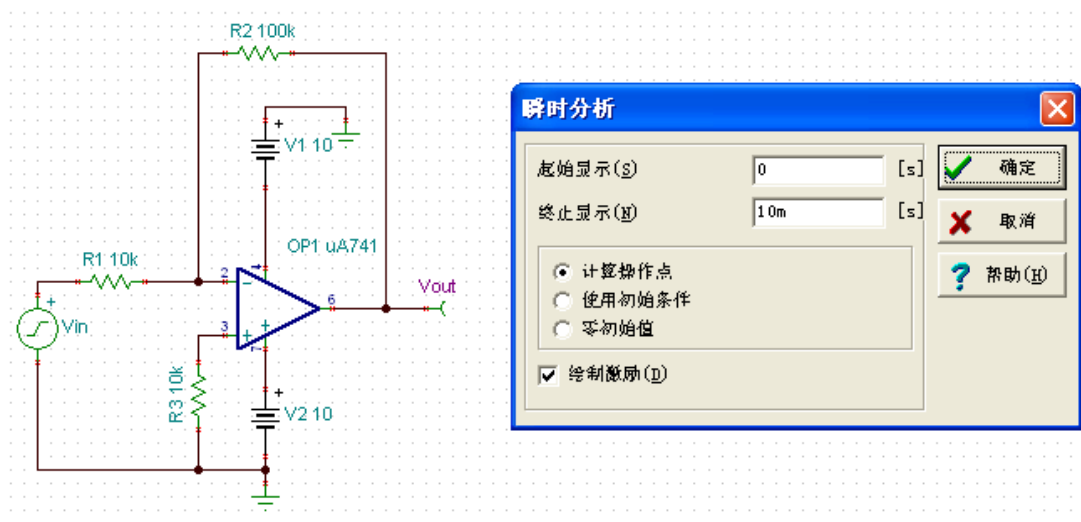 R2 100k
+
V1 10
OP1 uA741
R1 10k
2
4
-
6
Vout
+
Vin
3
+
+
7
R3 10k
+
V2 10
瞬时分析
起始显示(S)
0
[s]
确定
终止显示(N)
10m
[s]
取消
计算操作点
帮助(H)
使用初始条件
零初始值
绘制激励(D)